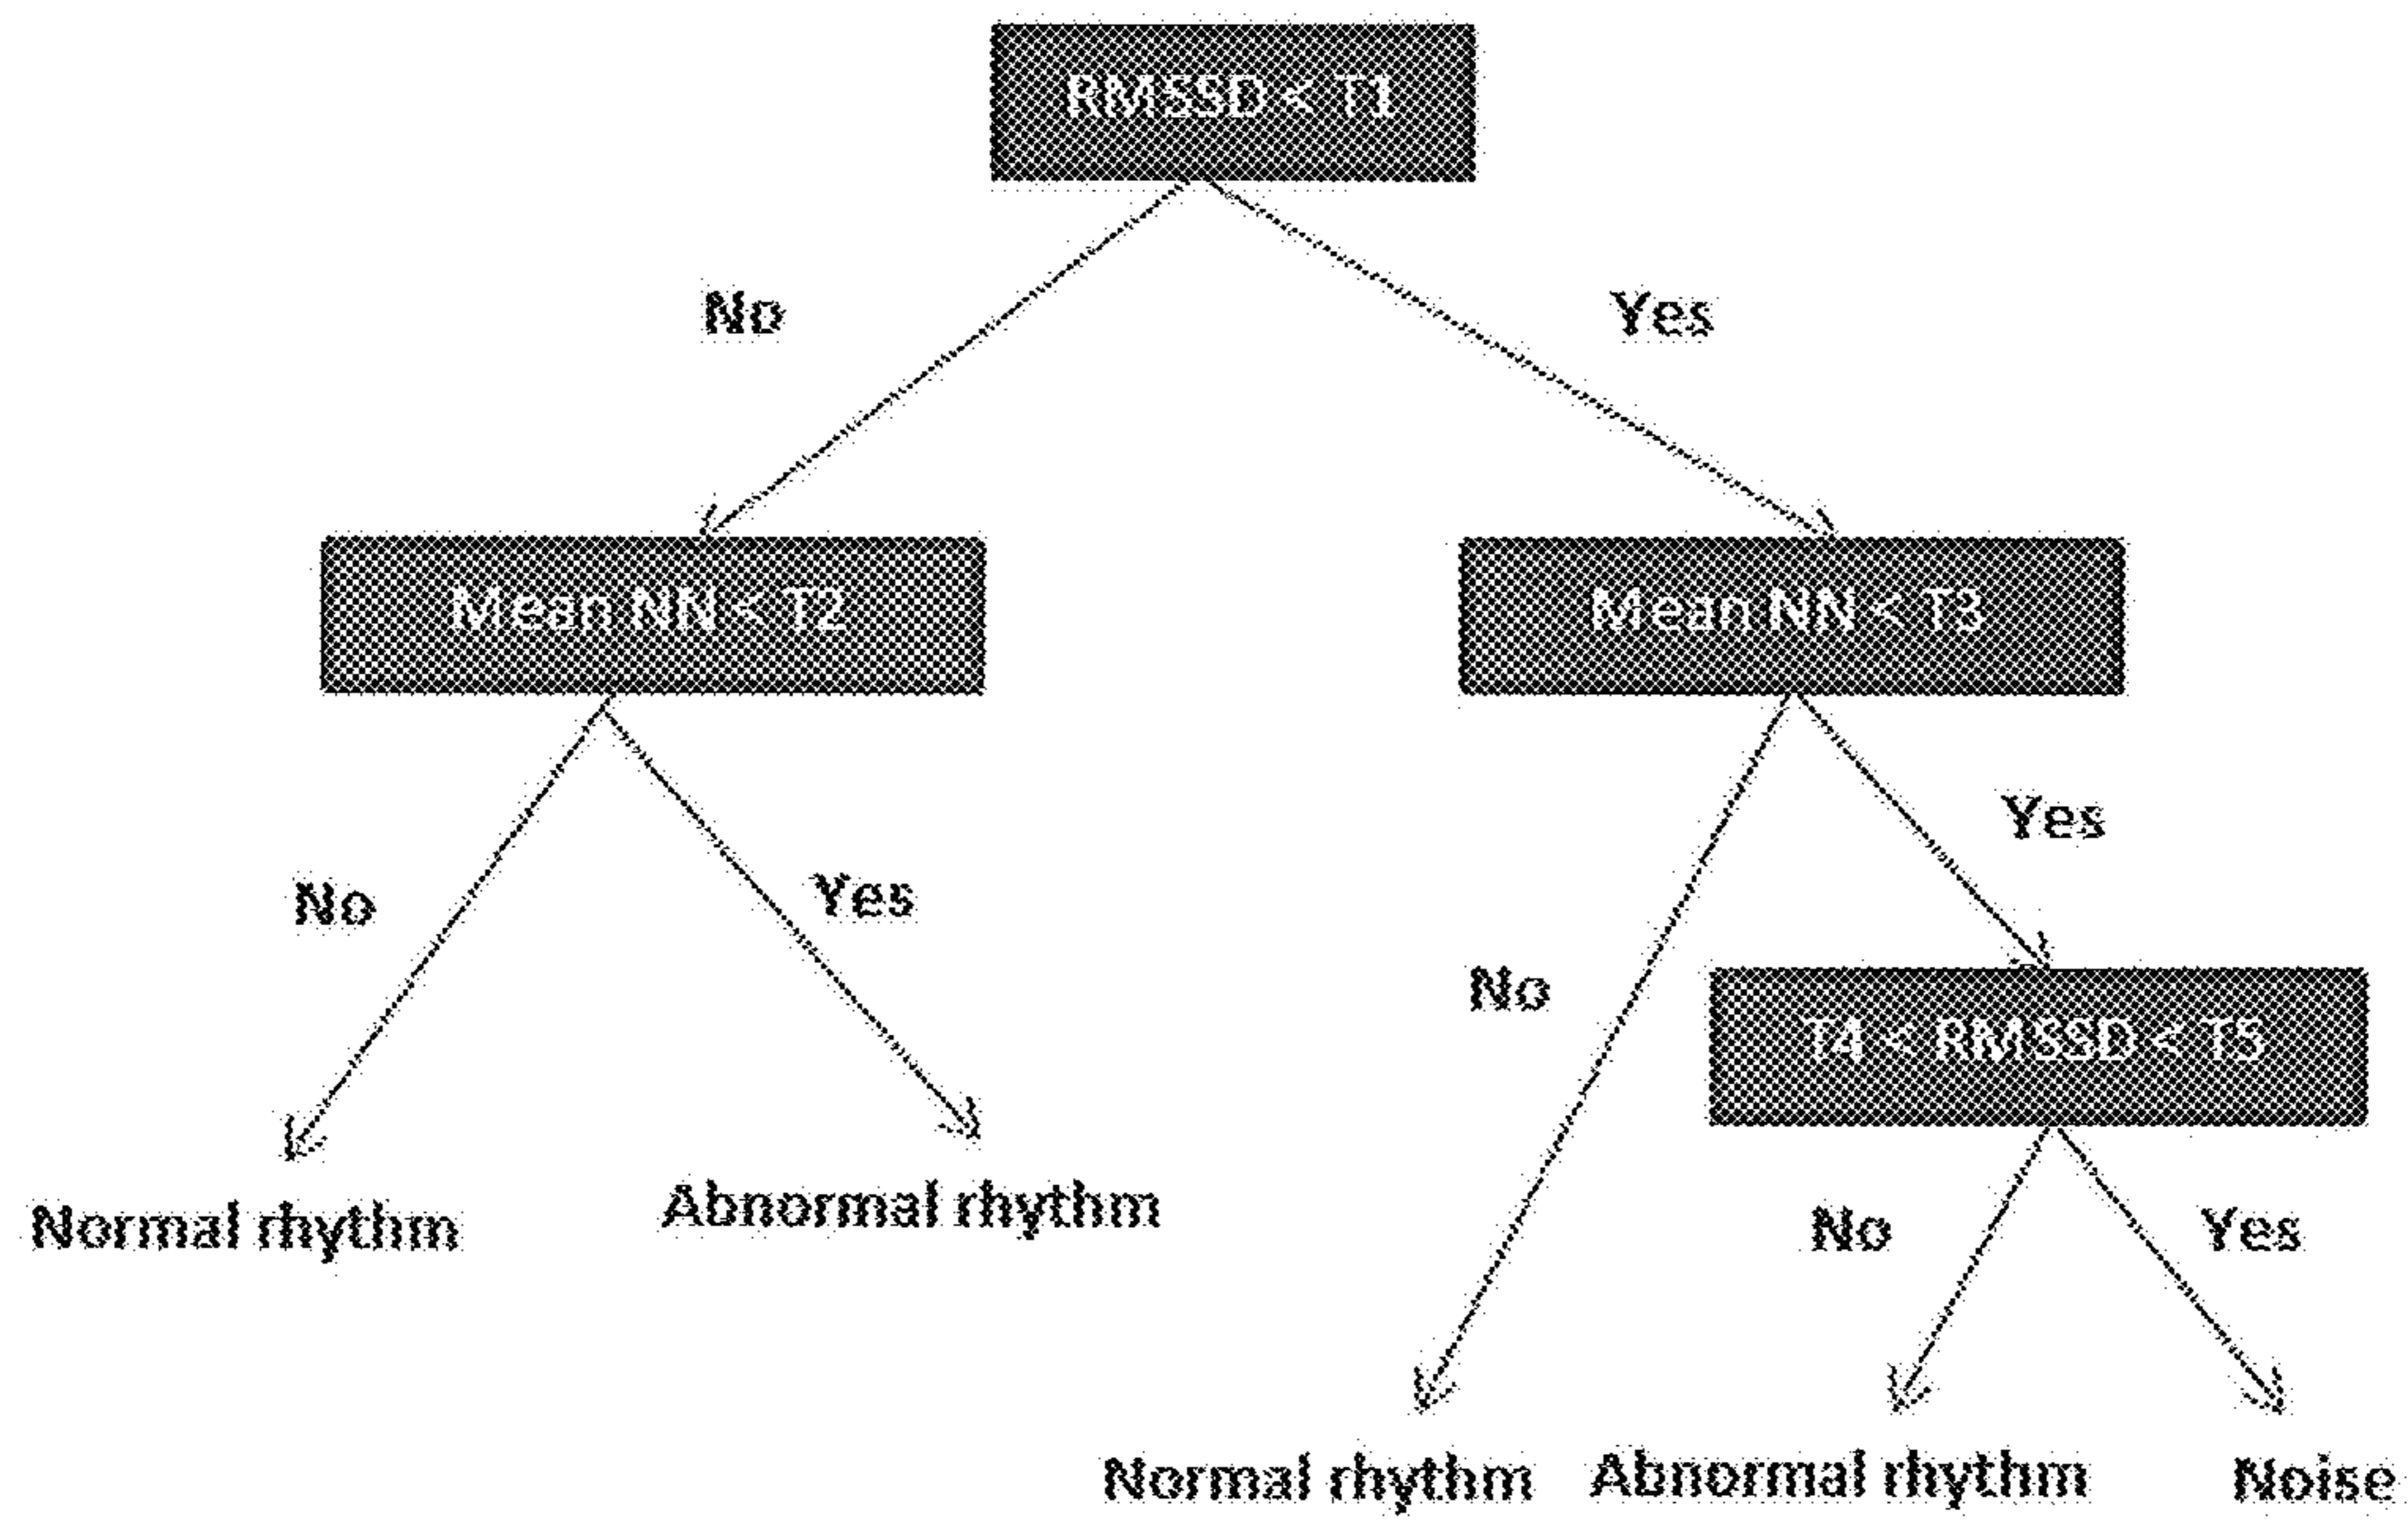 RMSSD < T1
No
Yes
Mean NN < T2
Mean NN < T3
Yes
No
Yes
No
T4 < RMSSD < T5
Normal rhythm
Abnormal rhythm
No
Yes
Normal rhythm
Abnormal rhythm
Noise